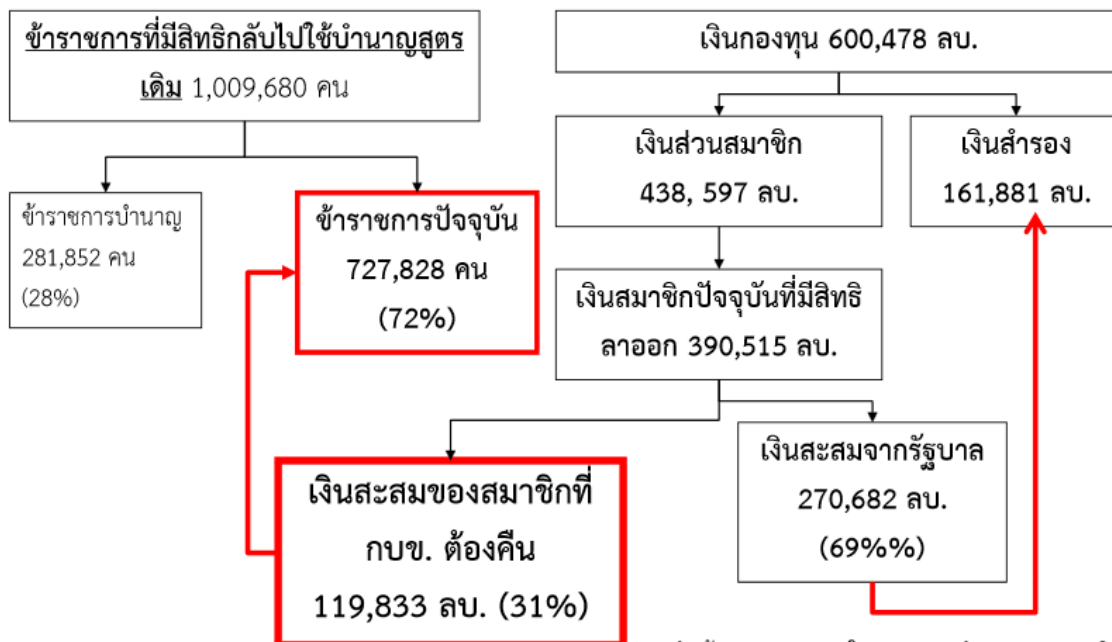 ข้าราชการที่มีสิทธิกลับไปใช้บำนาญสูตร
เดิม 1,009,680 คน
ข้าราชการบำนาญ
281,852 คน
(28%)
ข้าราชการปัจจุบัน
727,828 คน
(72%)
เงินกองทุน 600,478 ลบ.
เงินส่วนสมาชิก
438, 597 ลบ.
เงินสำรอง
161,881 ลบ.
เงินสมาชิกปัจจุบันที่มีสิทธิ
ลาออก 390,515 ลบ.
เงินสะสมของสมาชิกที่
กบข. ต้องคืน
119,833 ลบ. (31%)
เงินสะสมจากรัฐบาล
270,682 ลบ.
(69%%)